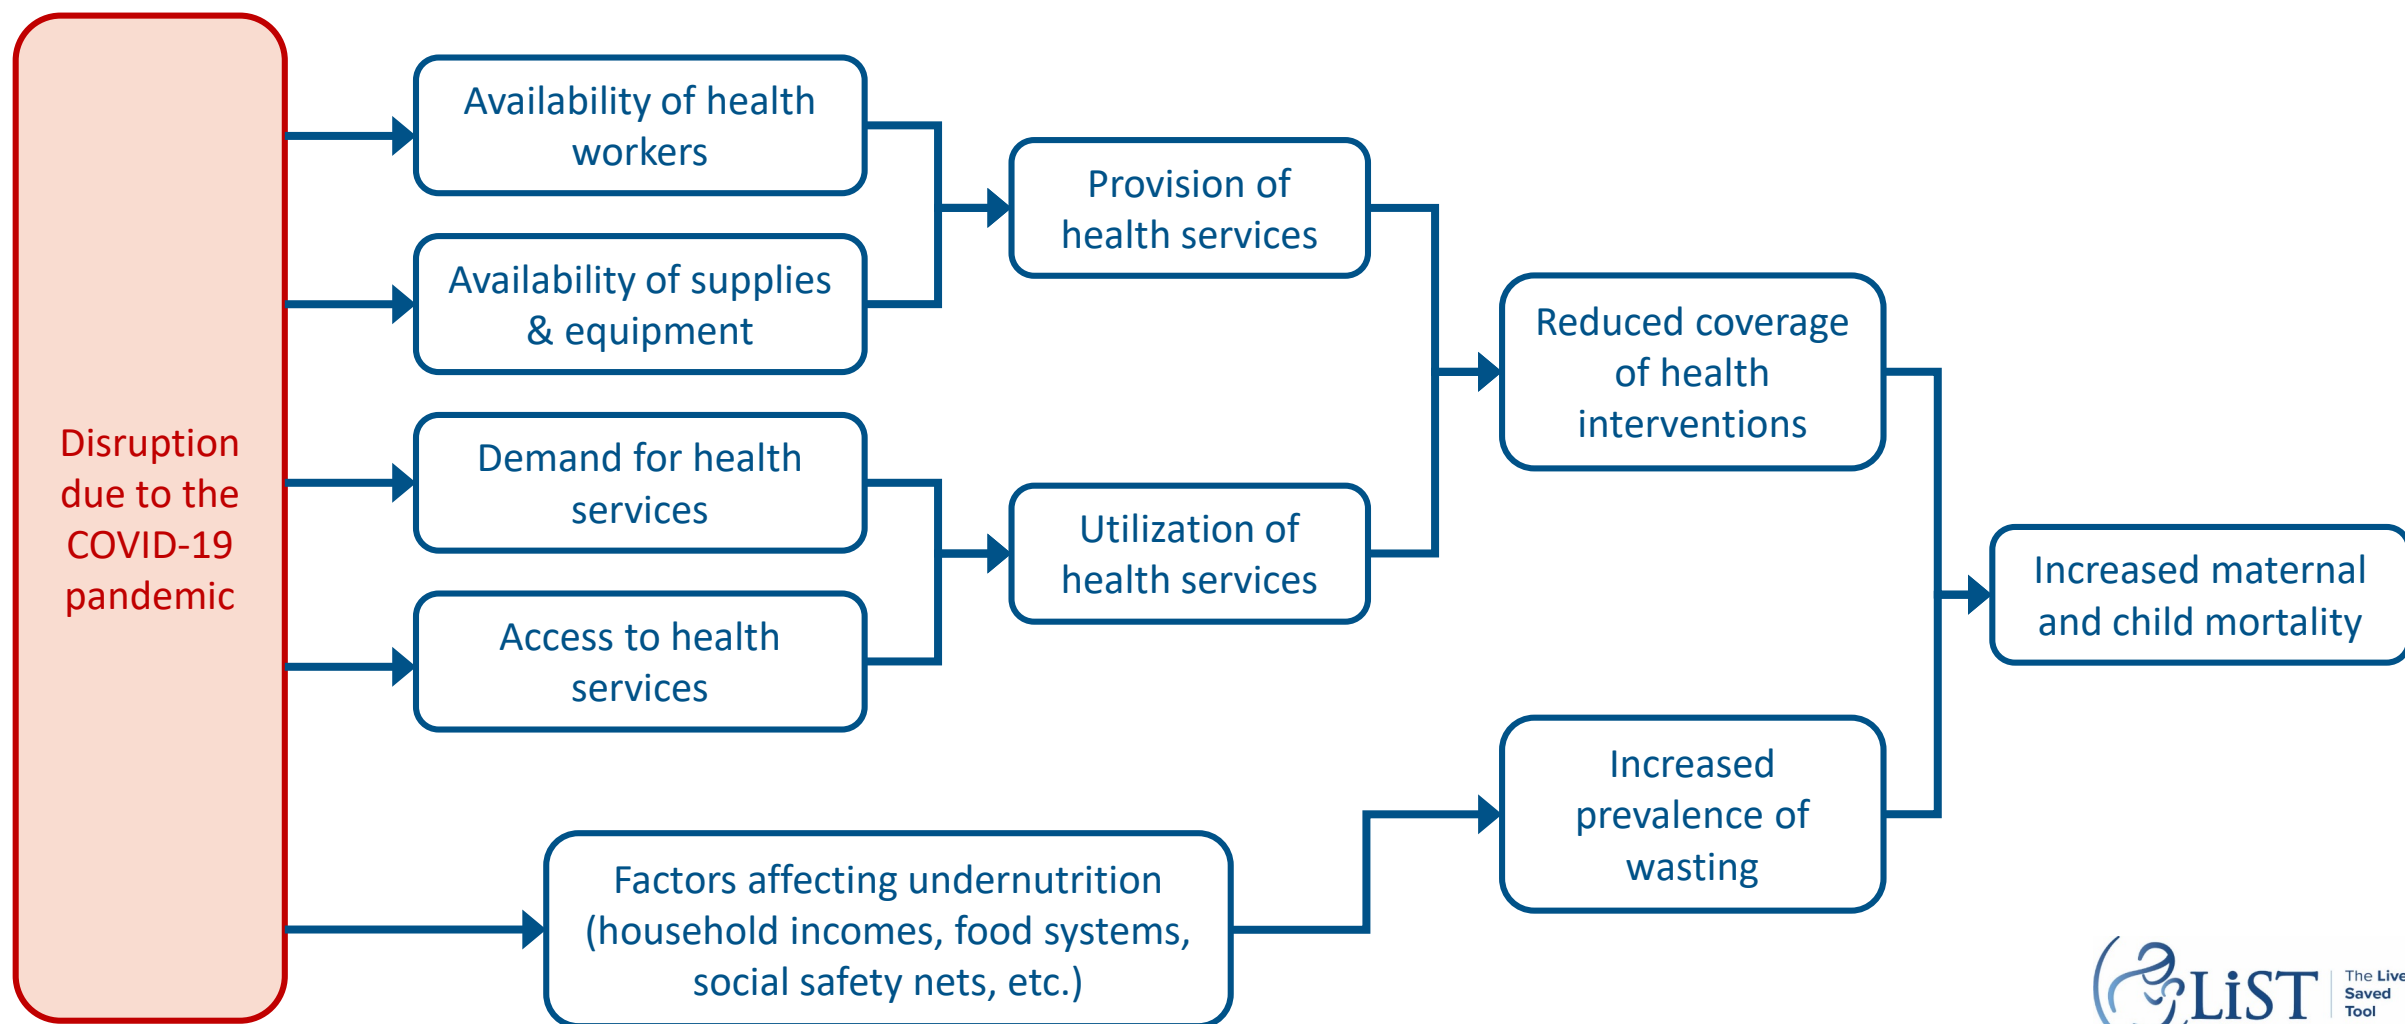 Disruption
due to the
COVID-19
pandemic
Availability of health
workers
Availability of supplies
& equipment
Demand for health
services
Access to health
services
Factors affecting undernutrition
(household incomes, food systems,
social safety nets, etc.)
Provision of
health services
Utilization of
health services
Reduced coverage
of health
interventions
Increased
prevalence of
wasting
Increased maternal
and child mortality
LiST
The Live
Saved
Tool